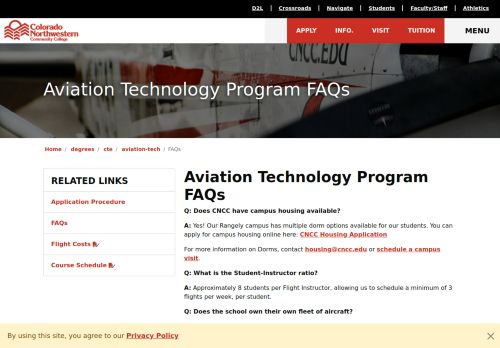 D2L | Crossroads | Navigate | Students | Faculty/Staff | Athletics
Colorado
Northwestern
Community College
APPLY INFO. VISIT TUITION MENU
CNCC.EDU
Aviation Technology Program FAQs
Home / degrees / cte / aviation-tech / FAQs
RELATED LINKS
Application Procedure
FAQs
Flight Costs
Course Schedule
Aviation Technology Program
FAQs
Q: Does CNCC have campus housing available?
A: Yes! Our Rangely campus has multiple dorm options available for our students. You can
apply for campus housing online here: CNCC Housing Application
For more information on Dorms, contact housing@cncc.edu or schedule a campus
visit.
Q: What is the Student-Instructor ratio?
A: Approximately 8 students per Flight Instructor, allowing us to schedule a minimum of 3
flights per week, per student.
Q: Does the school own their own fleet of aircraft?
By using this site, you agree to our Privacy Policy